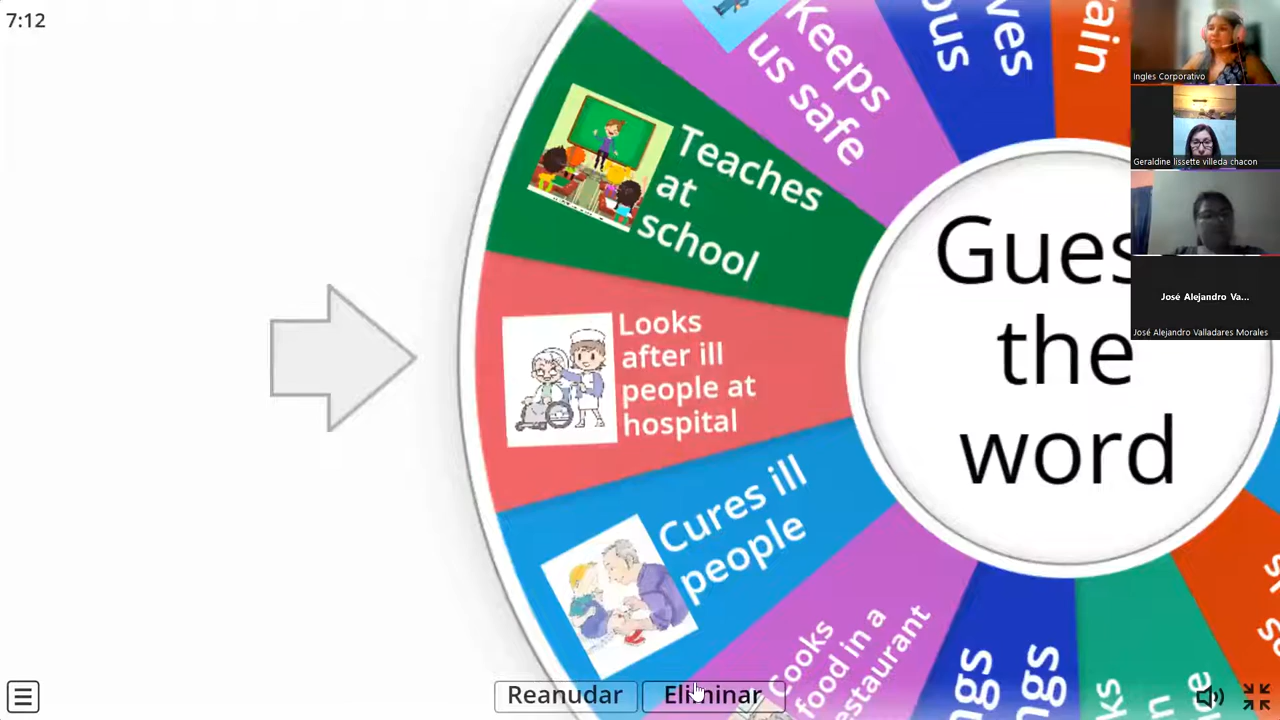 7:12
Keeps
us safe
Teaches
at
school
Looks
after ill
people at
hospital
Cures ill
people
Cooks
food in a
Gues
the
word
Ingles Corporativo
Geraldine lissette villeda chacon
José Alejandro Va...
José Alejandro Valladares Morales
Reanudar
Eliminar